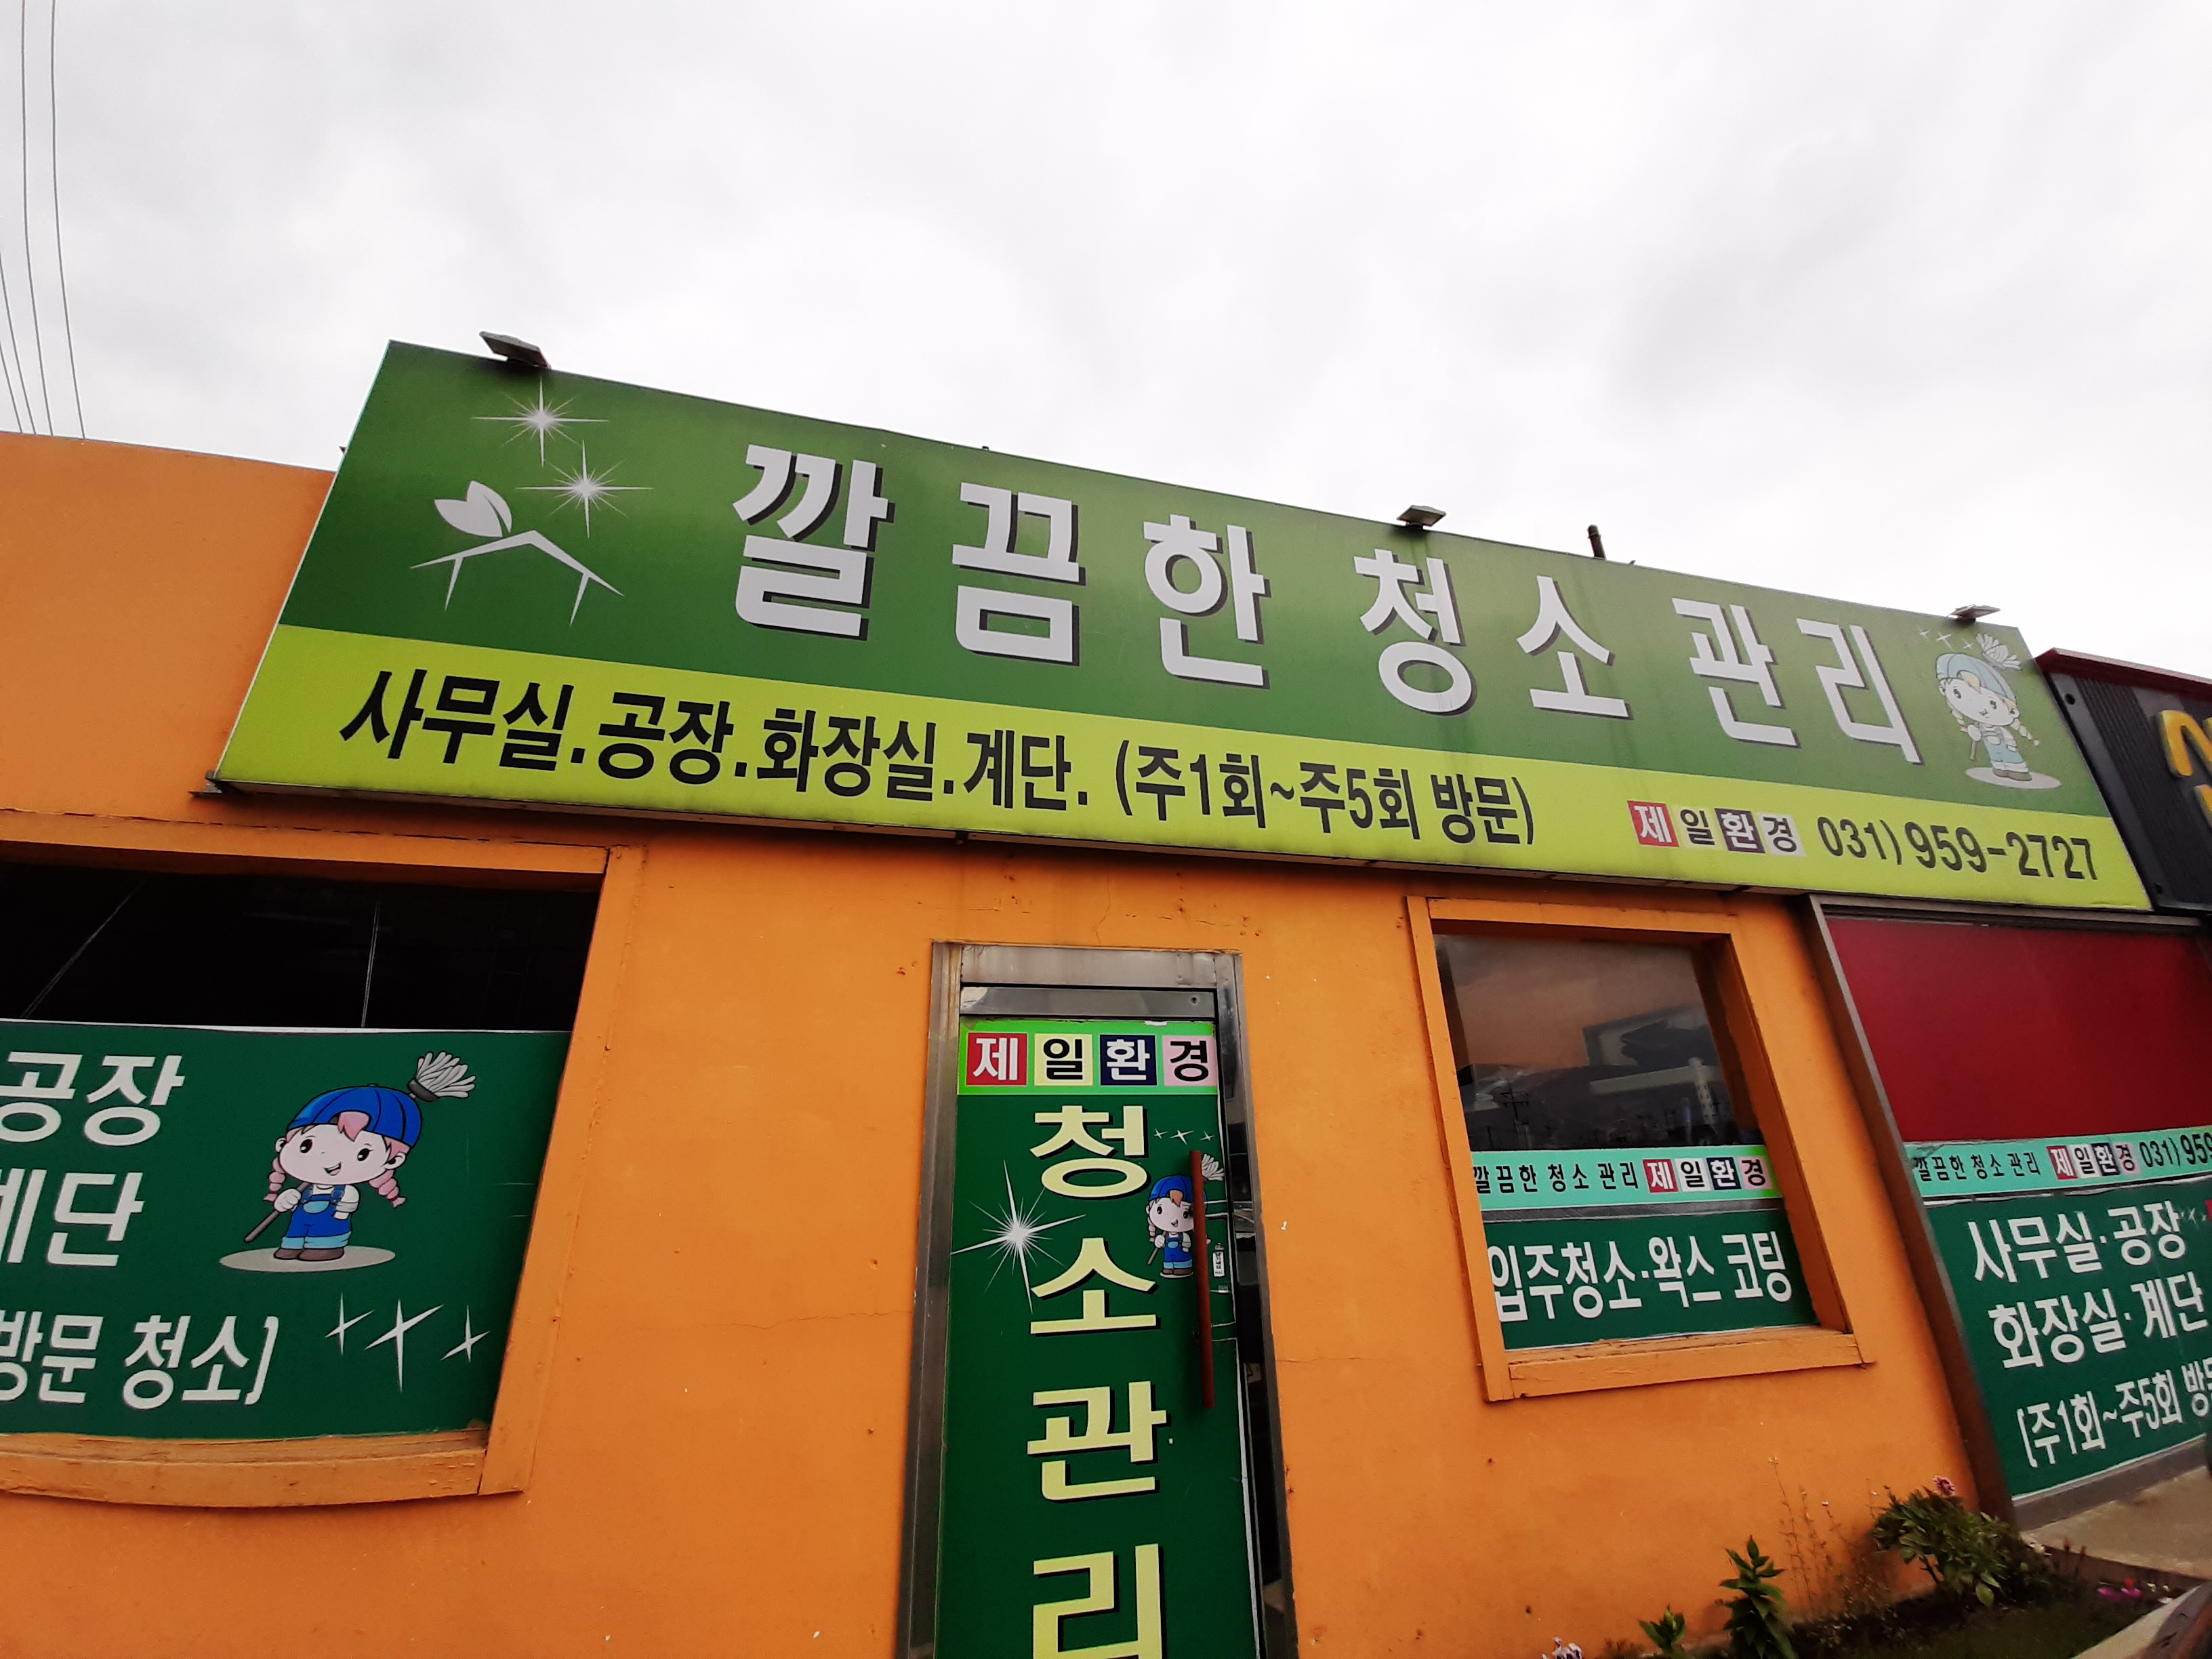 깔끔한 청소 관리
사무실.공장.화장실.계단. (주1회~주5회 방문)
제일환경 031) 959-2727
공장
계단
방문 청소]
제일환경
청소관리
깔끔한 청소 관리 제일환경
입주청소·왁스 코팅
깔끔한 청소 관리 제일환경 031) 959
사무실·공장
화장실·계단
(주1회~주5회 방문